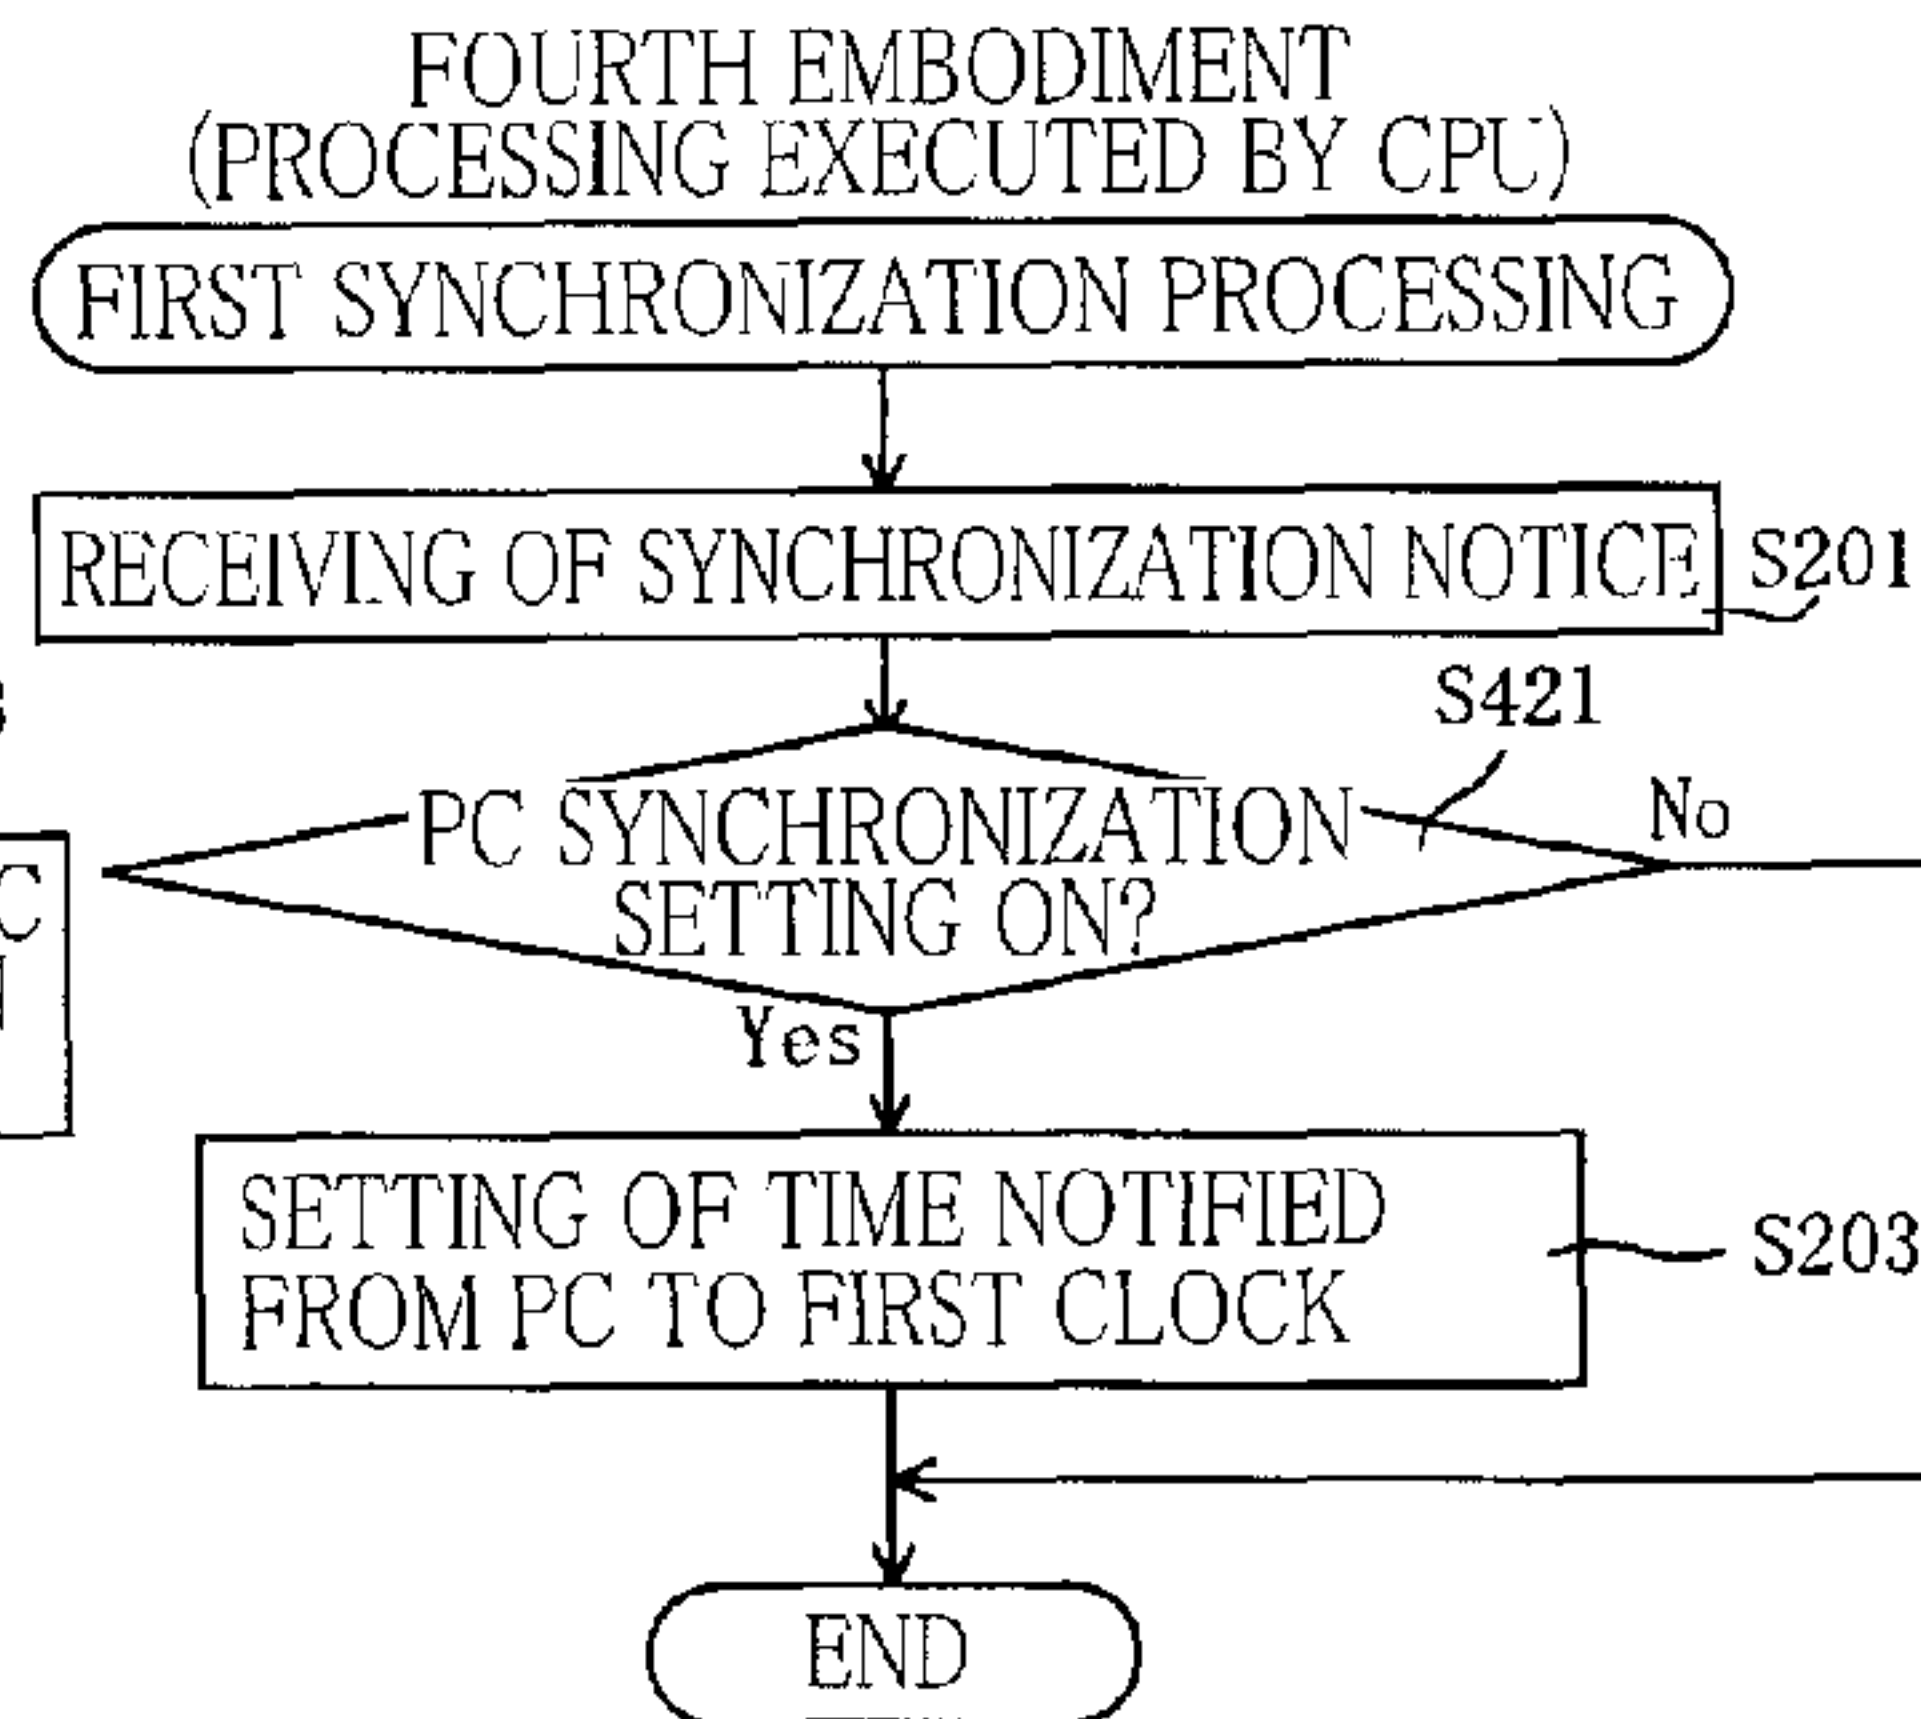 FOURTH EMBODIMENT
(PROCESSING EXECUTED BY CPU)
FIRST SYNCHRONIZATION PROCESSING
RECEIVING OF SYNCHRONIZATION NOTICE
S201
S421
PC SYNCHRONIZATION
SETTING ON?
No
Yes
SETTING OF TIME NOTIFIED
FROM PC TO FIRST CLOCK
S203
END